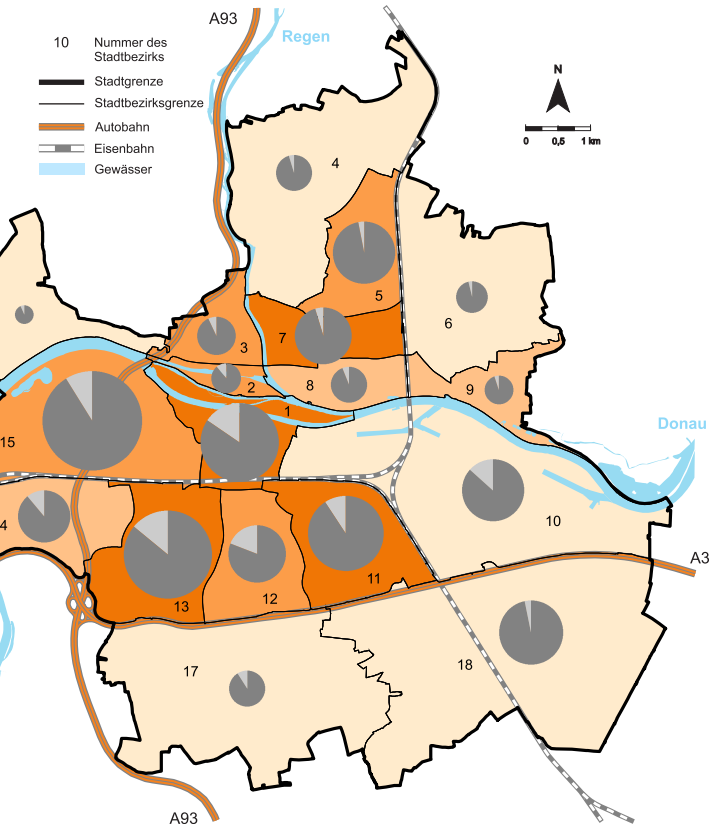 A93
Regen
10 Nummer des
Stadtbezirks
Stadtgrenze
Stadtbezirksgrenze
Autobahn
Eisenbahn
Gewässer
N
0 0,5 1 km
4
5
6
7
3
2
8
9
1
15
Donau
4
10
A3
11
12
13
17
18
A93